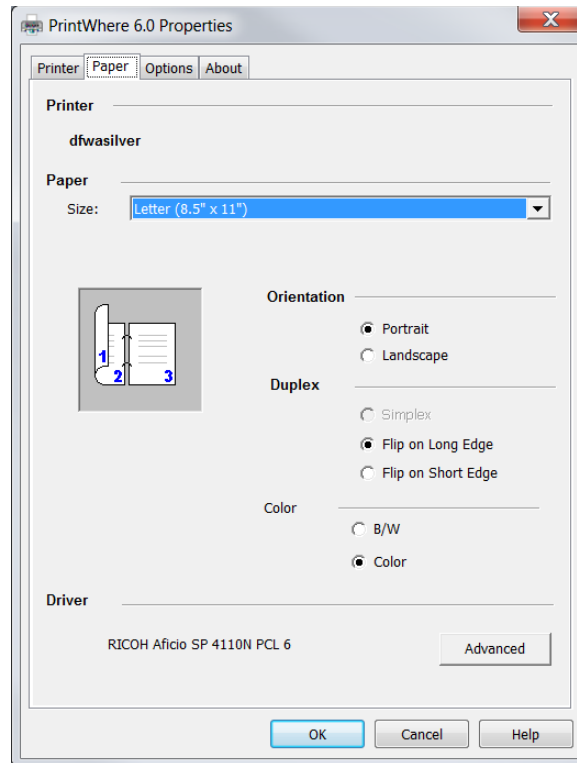 PrintWhere 6.0 Properties
Printer Paper Options About
Printer
dfwasilver
Paper
Size: Letter (8.5" x 11")
1 2 3
Orientation
Portrait
Landscape
Duplex
Simplex
Flip on Long Edge
Flip on Short Edge
Color
B/W
Color
Driver
RICOH Aficio SP 4110N PCL 6 Advanced
OK Cancel Help